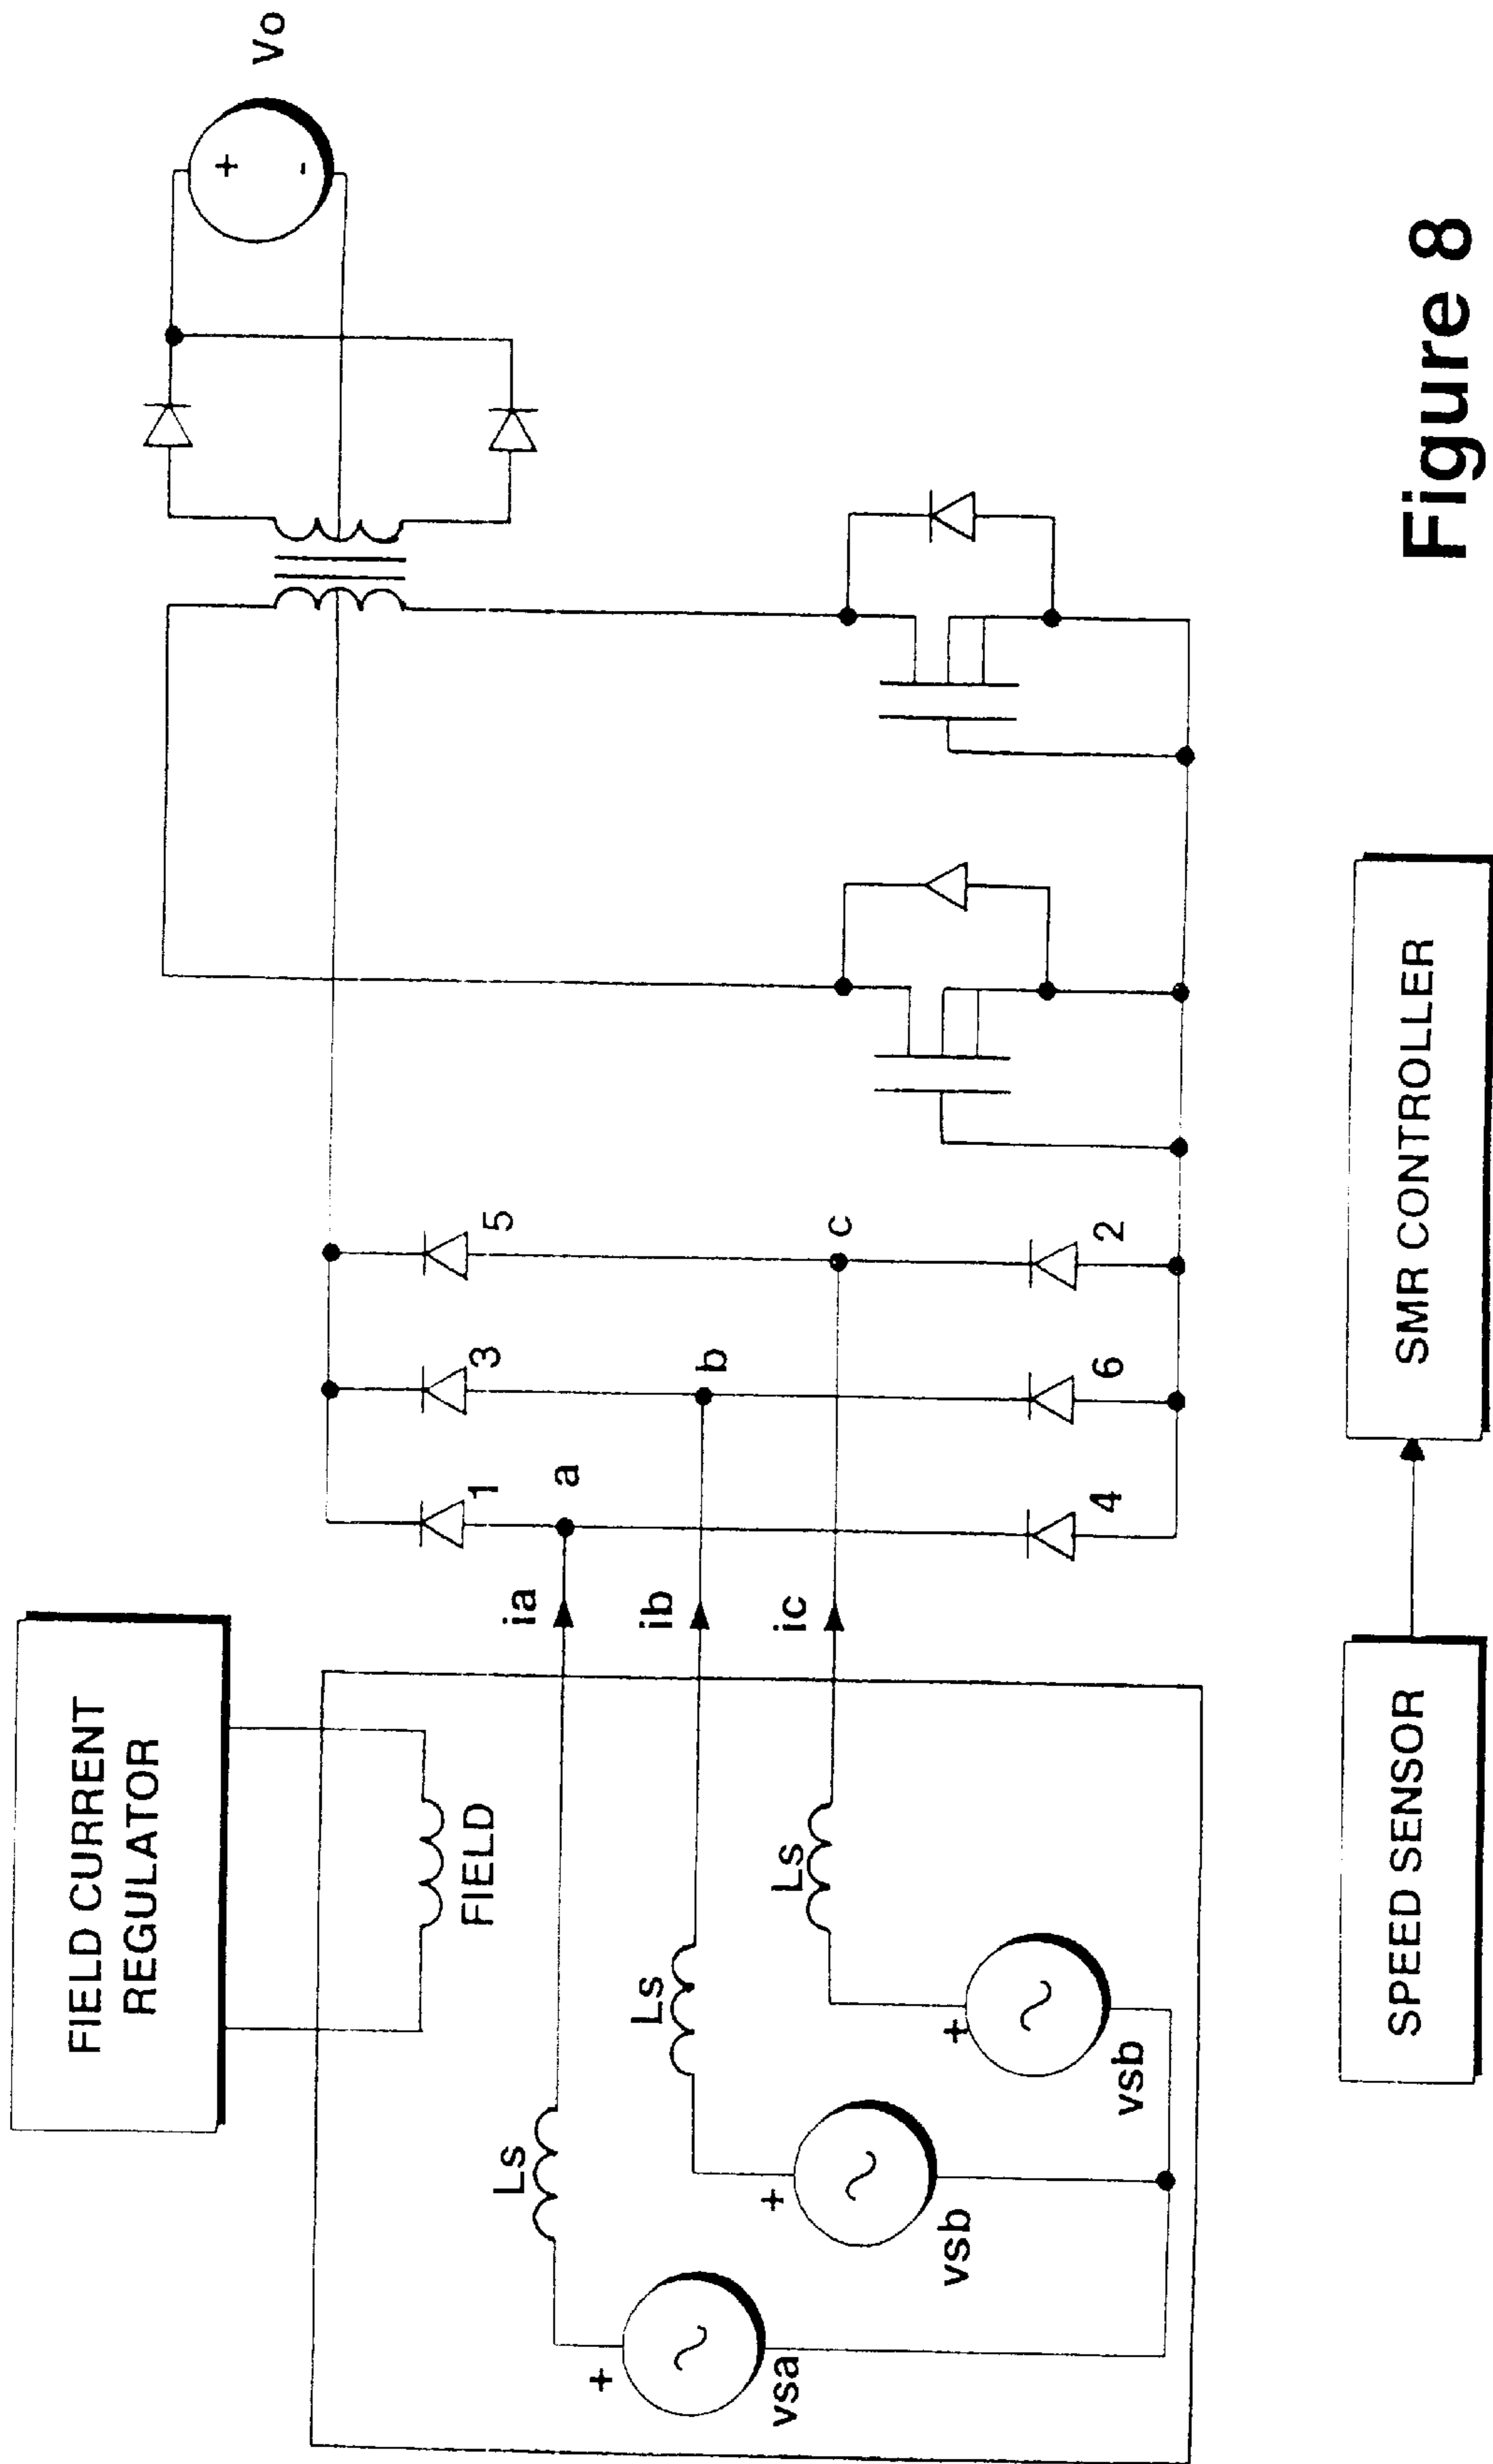 FIELD CURRENT
REGULATOR
FIELD
Ls
Ls
Ls
+
vsa
+
vsb
+
vsb
ia
ib
ic
a
b
c
1
3
5
4
6
2
+
-
Vo
SPEED SENSOR
SMR CONTROLLER
Figure 8